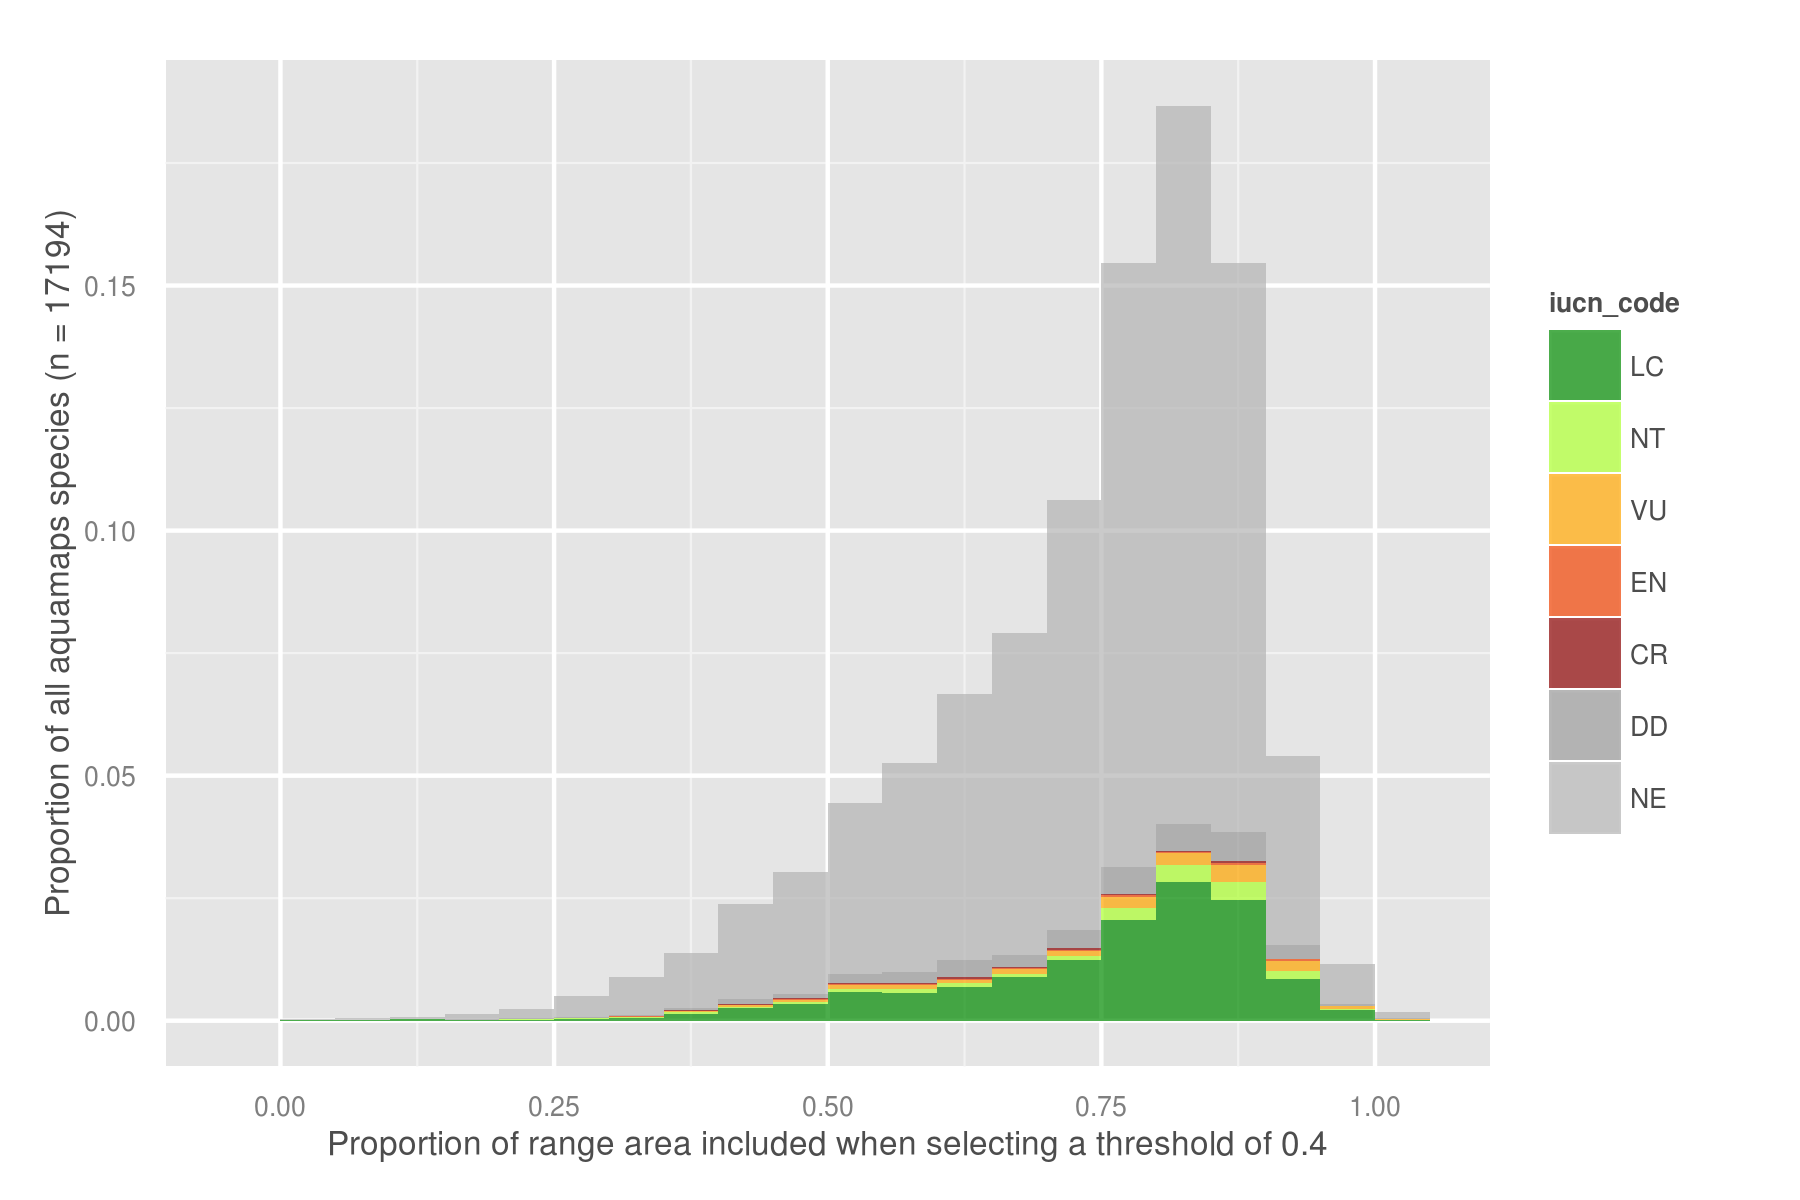 Proportion of all aquamaps species (n = 17194)
0.15
0.10
0.05
0.00
0.00 0.25 0.50 0.75 1.00
Proportion of range area included when selecting a threshold of 0.4
iucn_code
LC
NT
VU
EN
CR
DD
NE